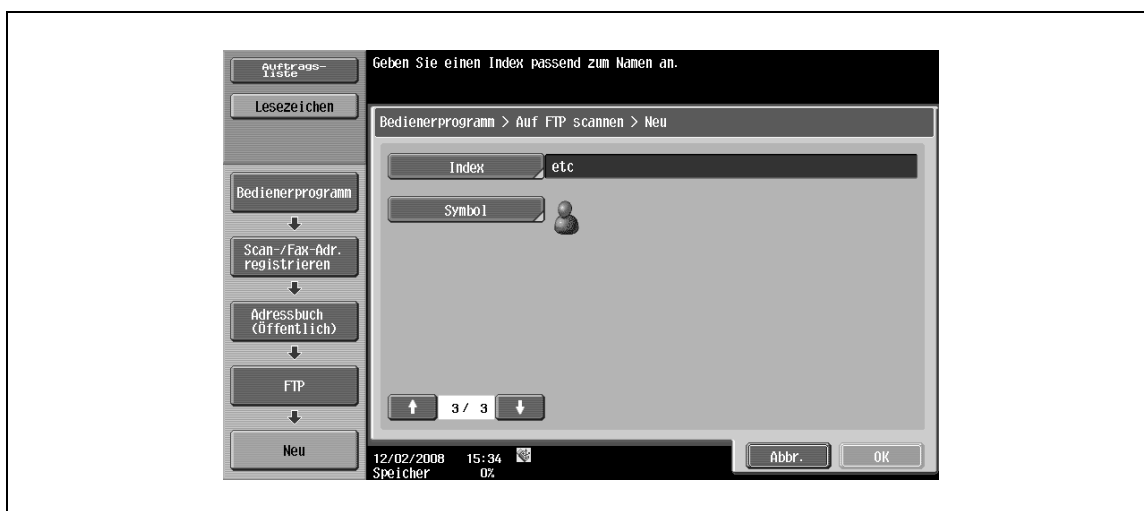 Auftrags-
liste
Lesezeichen
Bedienerprogramm
Scan-/Fax-Adr.
registrieren
Adressbuch
(Öffentlich)
FTP
Neu
Geben Sie einen Index passend zum Namen an.
Bedienerprogramm > Auf FTP scannen > Neu
Index etc
Symbol
3/ 3
12/02/2008 15:34
Speicher 0%
Abbr. OK